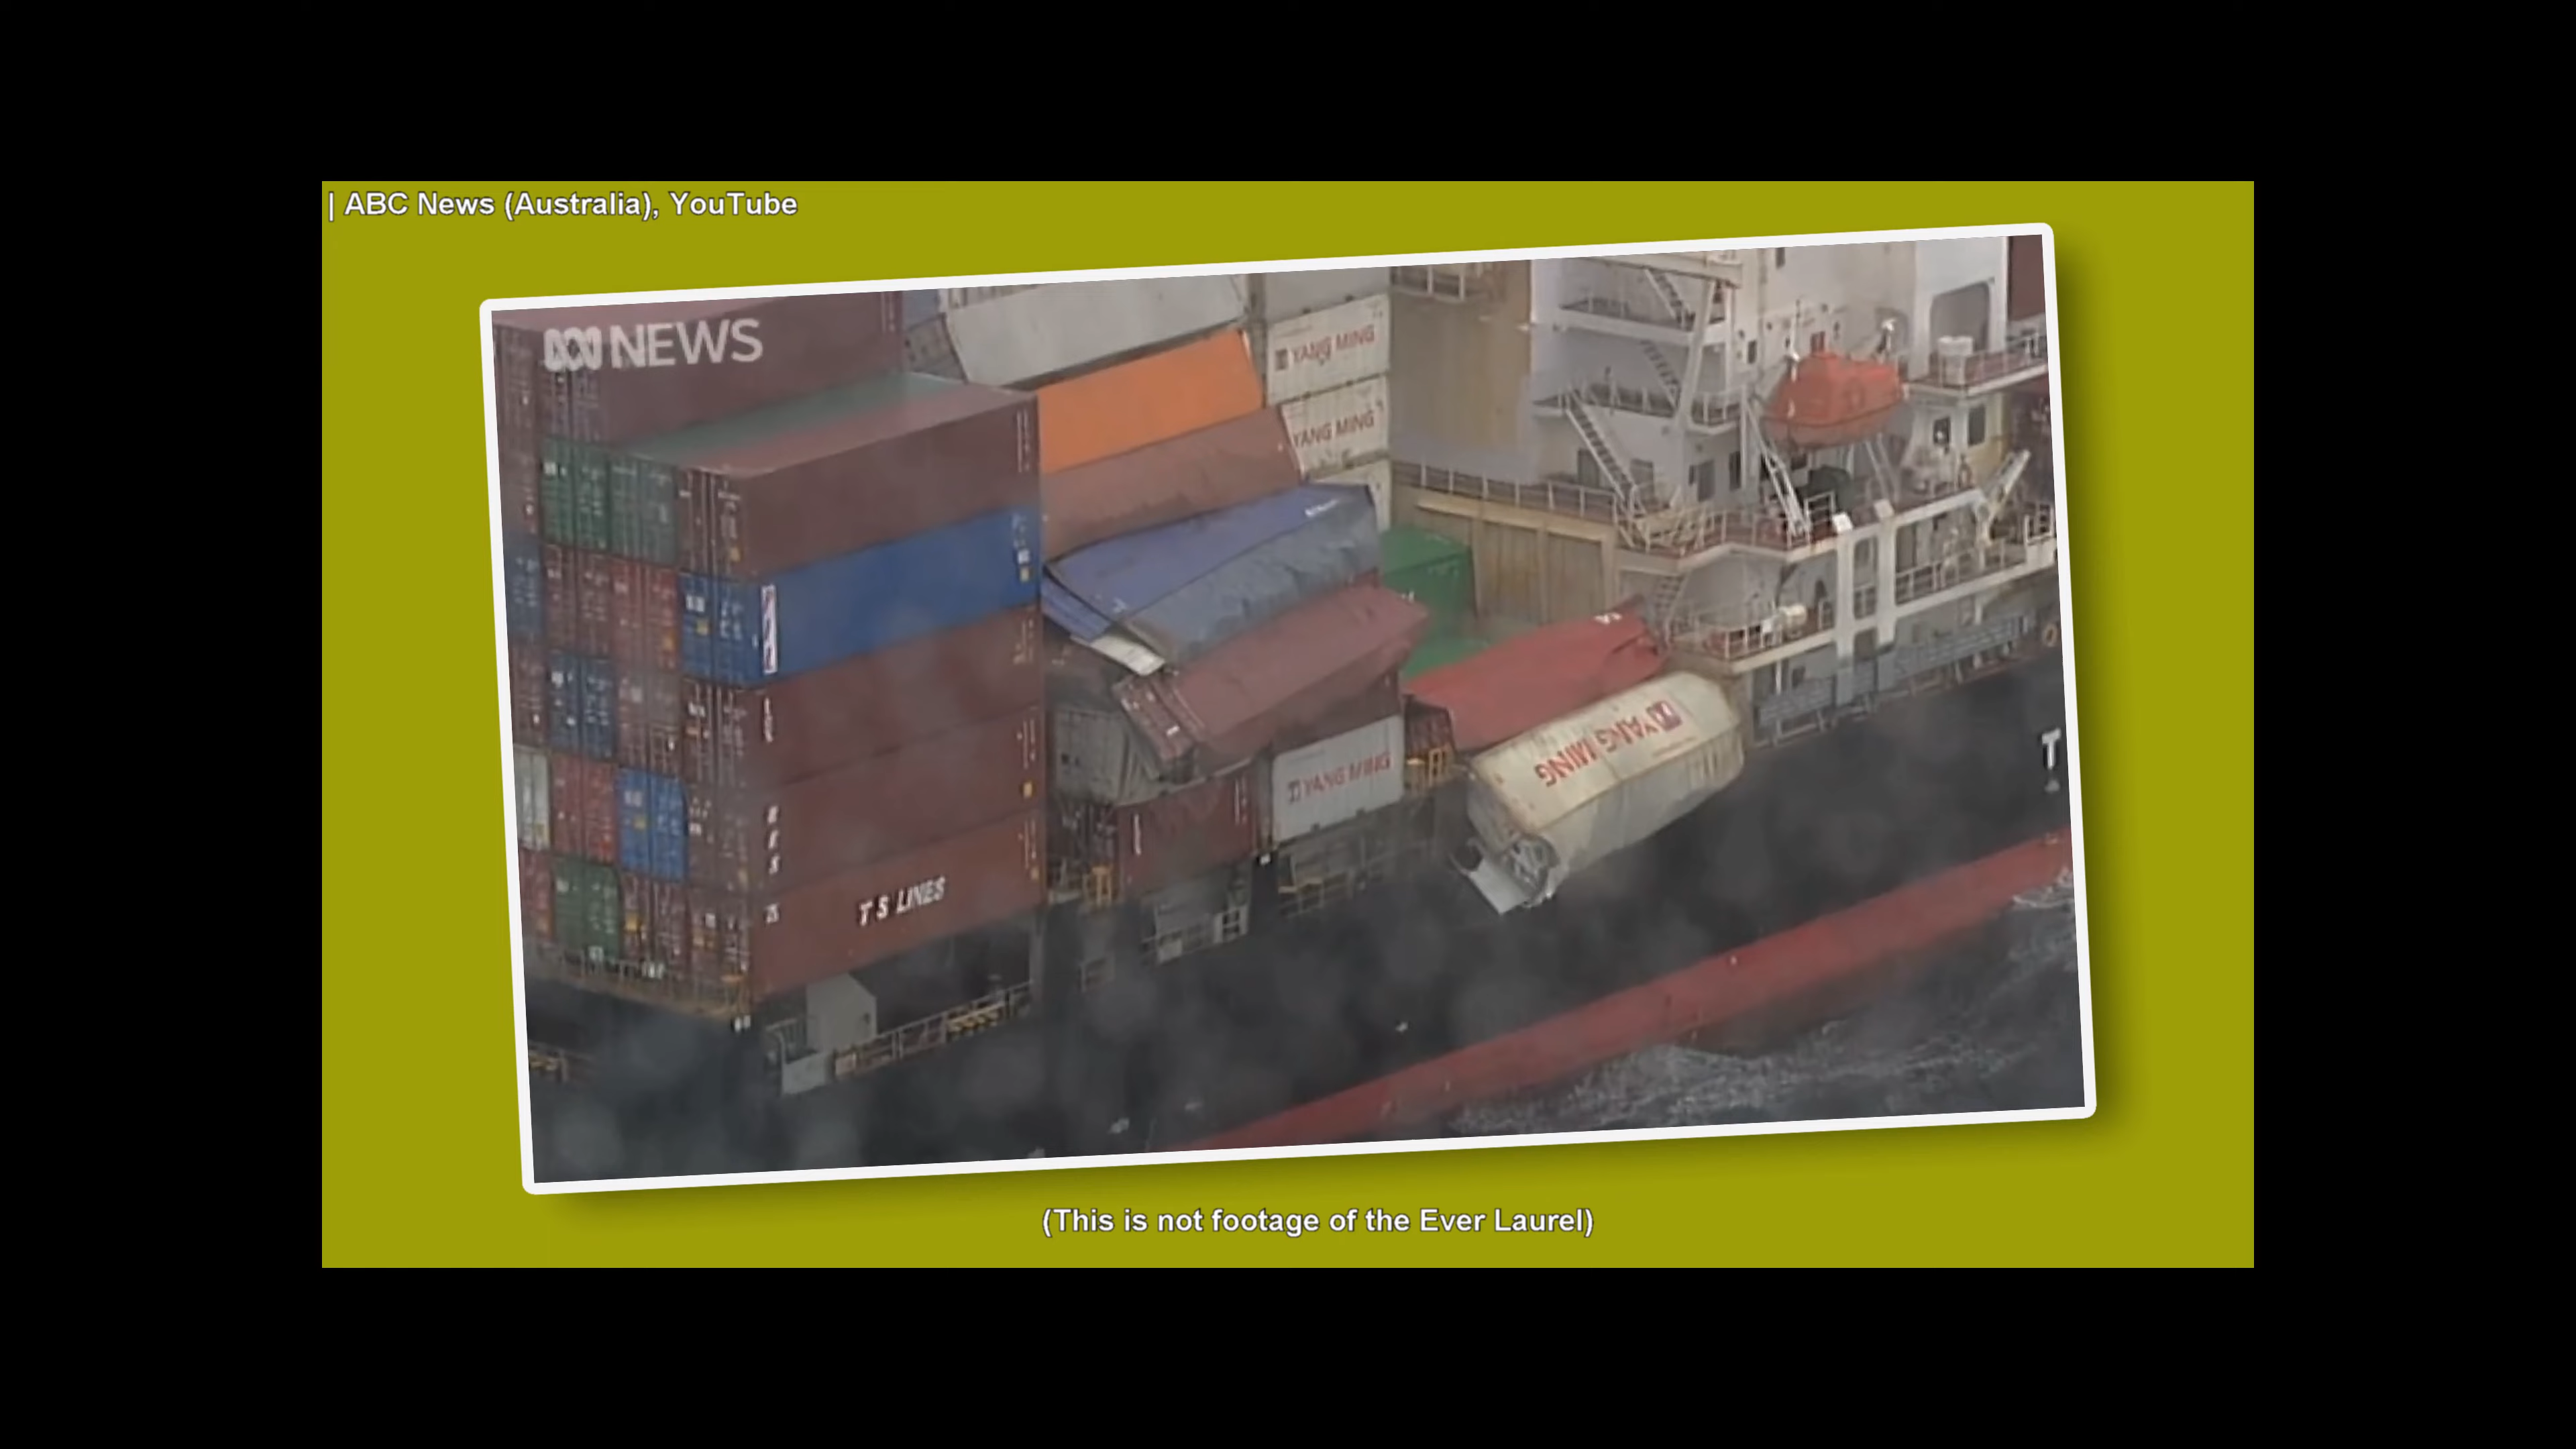 | ABC News (Australia), YouTube
NEWS
YANG MING
YANG MING
YANG MING
YANG MING
T S LINES
T
(This is not footage of the Ever Laurel)